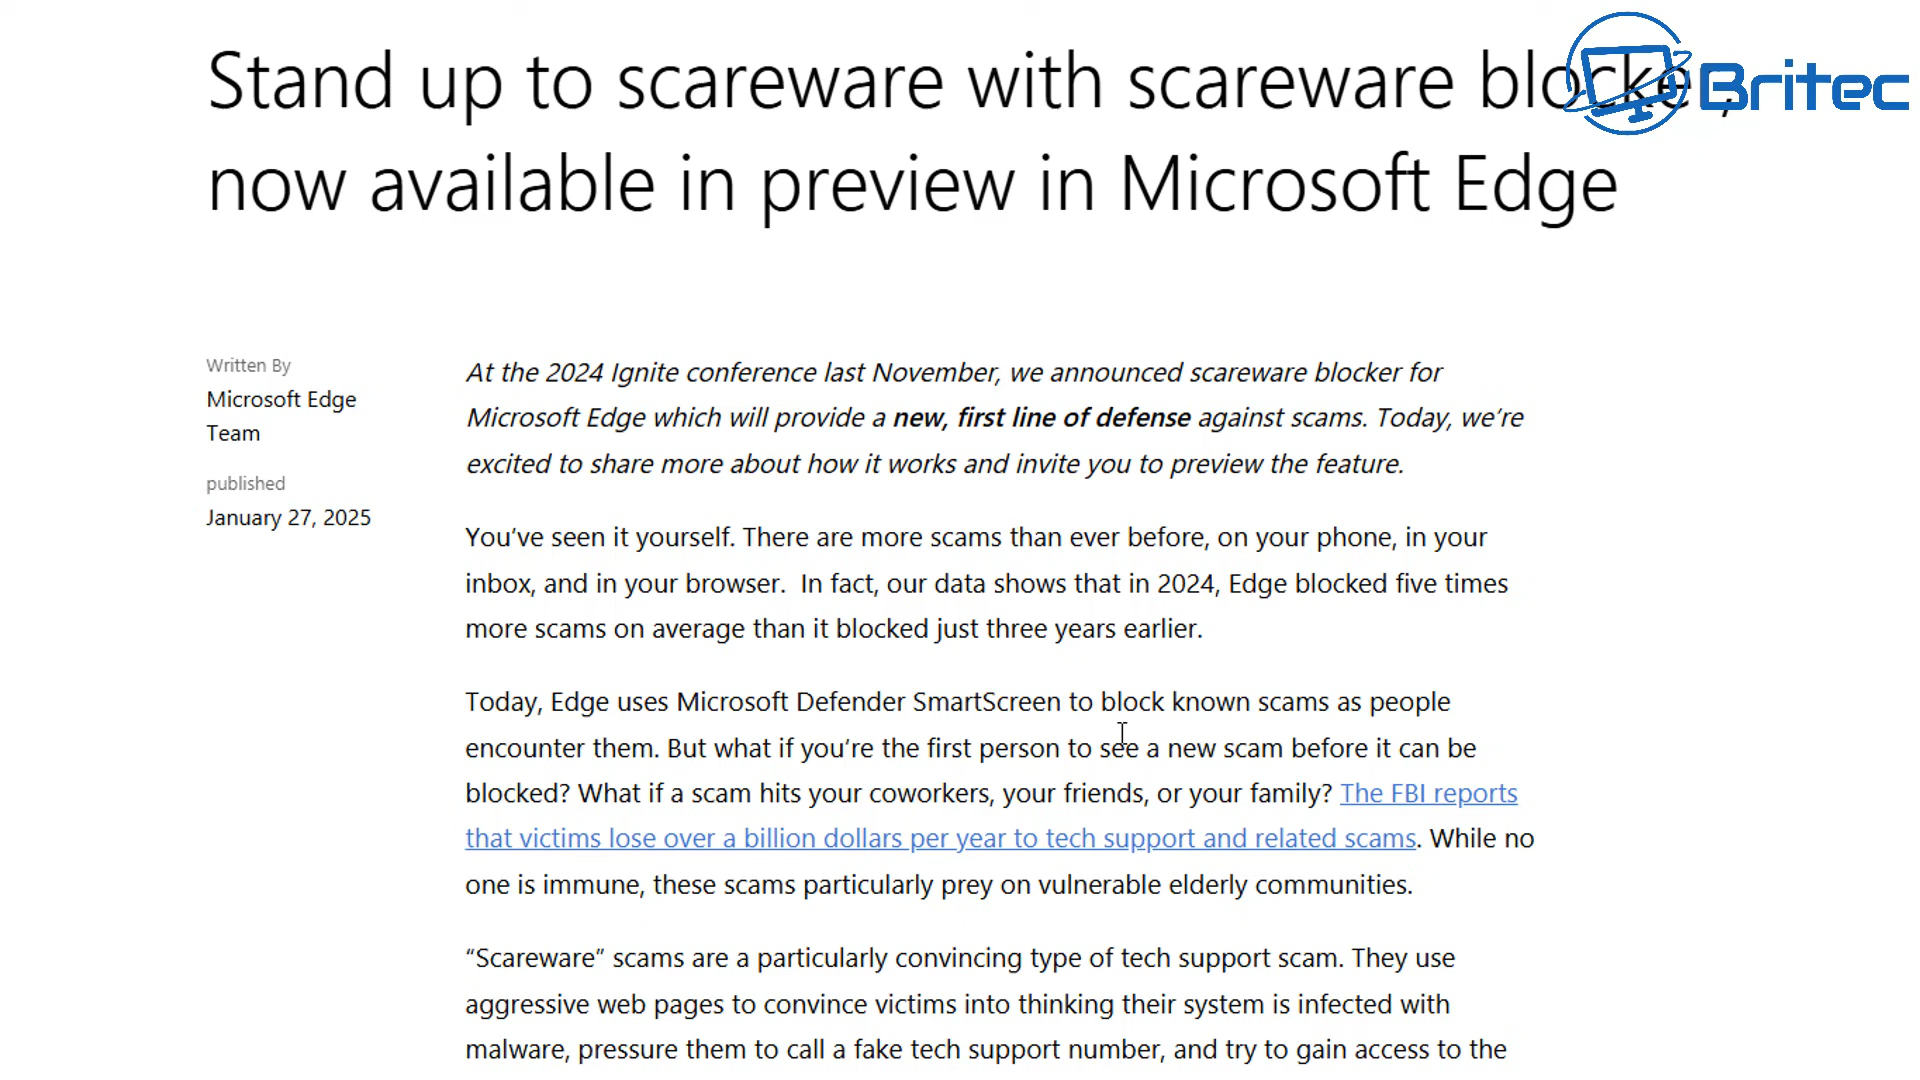 Stand up to scareware with scareware blocker,
now available in preview in Microsoft Edge
Britec
Written By
Microsoft Edge
Team
published
January 27, 2025
At the 2024 Ignite conference last November, we announced scareware blocker for
Microsoft Edge which will provide a new, first line of defense against scams. Today, we’re
excited to share more about how it works and invite you to preview the feature.
You’ve seen it yourself. There are more scams than ever before, on your phone, in your
inbox, and in your browser.  In fact, our data shows that in 2024, Edge blocked five times
more scams on average than it blocked just three years earlier.
Today, Edge uses Microsoft Defender SmartScreen to block known scams as people
encounter them. But what if you’re the first person to see a new scam before it can be
blocked? What if a scam hits your coworkers, your friends, or your family? The FBI reports
that victims lose over a billion dollars per year to tech support and related scams. While no
one is immune, these scams particularly prey on vulnerable elderly communities.
“Scareware” scams are a particularly convincing type of tech support scam. They use
aggressive web pages to convince victims into thinking their system is infected with
malware, pressure them to call a fake tech support number, and try to gain access to the